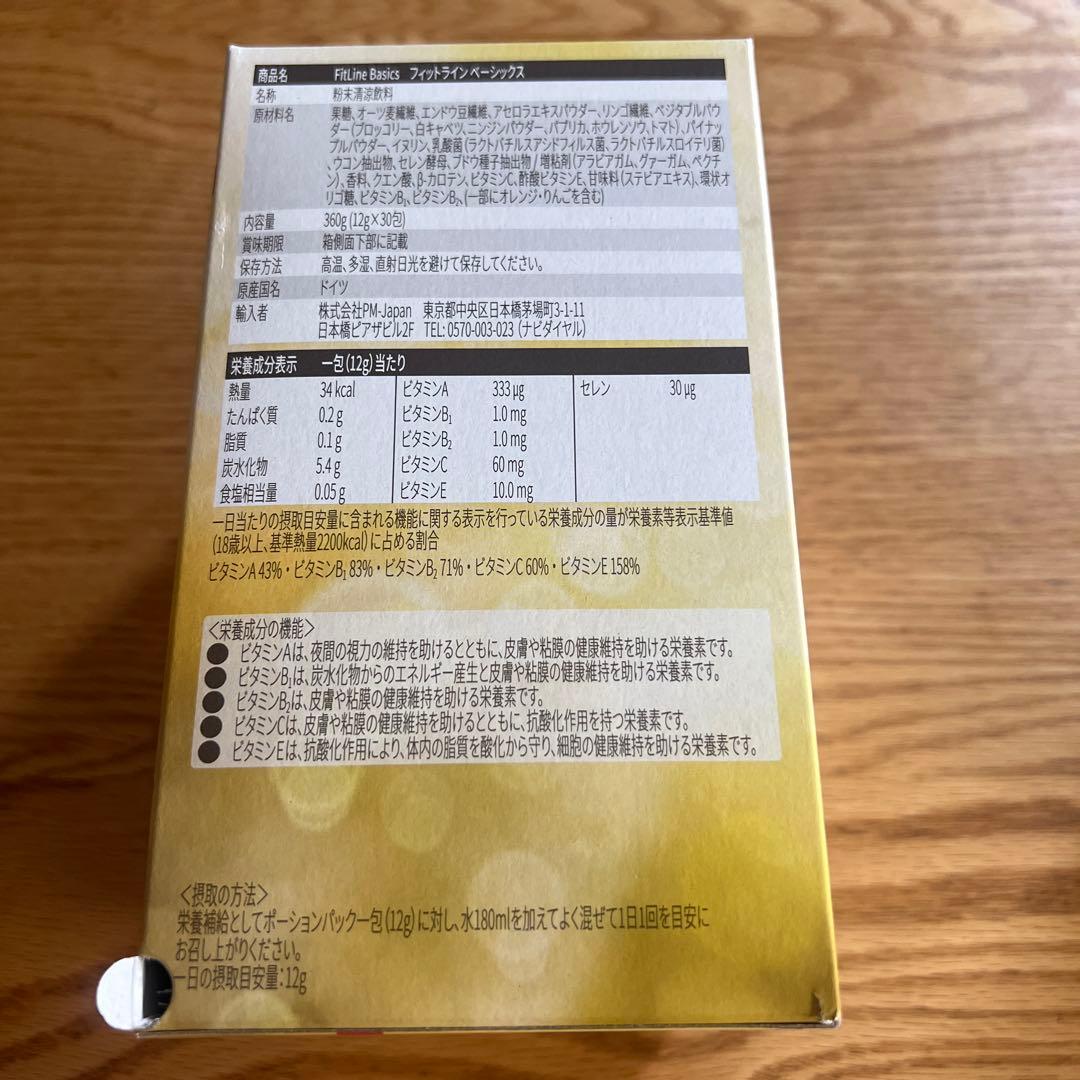 商品名 FitLine Basics フィットライン ベーシックス
名称 粉末清涼飲料
原材料名 果糖、オーツ麦繊維、エンドウ豆繊維、アセロラエキスパウダー、リンゴ繊維、ベジタブルパウ
ダー(ブロッコリー、白キャベツ、ニンジンパウダー、パプリカ、ホウレンソウ、トマト)、パイナッ
プルパウダー、イヌリン、乳酸菌(ラクトバチルスアシドフィルス菌、ラクトバチルスロイテリ菌)
、ウコン抽出物、セレン酵母、ブドウ種子抽出物 / 増粘剤(アラビアガム、グァーガム、ペクチ
ン)、香料、クエン酸、β-カロテン、ビタミンC、酢酸ビタミンE、甘味料(ステビアエキス)、環状オ
リゴ糖、ビタミンB₁、ビタミンB₂、(一部にオレンジ・りんごを含む)
内容量 360g (12g×30包)
賞味期限 箱側面下部に記載
保存方法 高温、多湿、直射日光を避けて保存してください。
原産国名 ドイツ
輸入者 株式会社PM-Japan 東京都中央区日本橋茅場町3-1-11
日本橋ピアザビル2F TEL: 0570-003-023 (ナビダイヤル)
栄養成分表示 一包(12g)当たり
熱量 34 kcal ビタミンA 333 μg セレン 30 μg
たんぱく質 0.2 g ビタミンB₁ 1.0 mg
脂質 0.1 g ビタミンB₂ 1.0 mg
炭水化物 5.4 g ビタミンC 60 mg
食塩相当量 0.05 g ビタミンE 10.0 mg
一日当たりの摂取目安量に含まれる機能に関する表示を行っている栄養成分の量が栄養素等表示基準値
(18歳以上、基準熱量2200kcal) に占める割合
ビタミンA 43%・ビタミンB₁ 83%・ビタミンB₂ 71%・ビタミンC 60%・ビタミンE 158%
〈栄養成分の機能〉
● ビタミンAは、夜間の視力の維持を助けるとともに、皮膚や粘膜の健康維持を助ける栄養素です。
● ビタミンB₁は、炭水化物からのエネルギー産生と皮膚や粘膜の健康維持を助ける栄養素です。
● ビタミンB₂は、皮膚や粘膜の健康維持を助ける栄養素です。
● ビタミンCは、皮膚や粘膜の健康維持を助けるとともに、抗酸化作用を持つ栄養素です。
● ビタミンEは、抗酸化作用により、体内の脂質を酸化から守り、細胞の健康維持を助ける栄養素です。
〈摂取の方法〉
栄養補給としてポーションパック一包 (12g) に対し、水180mlを加えてよく混ぜて1日1回を目安に
お召し上がりください。
一日の摂取目安量：12g